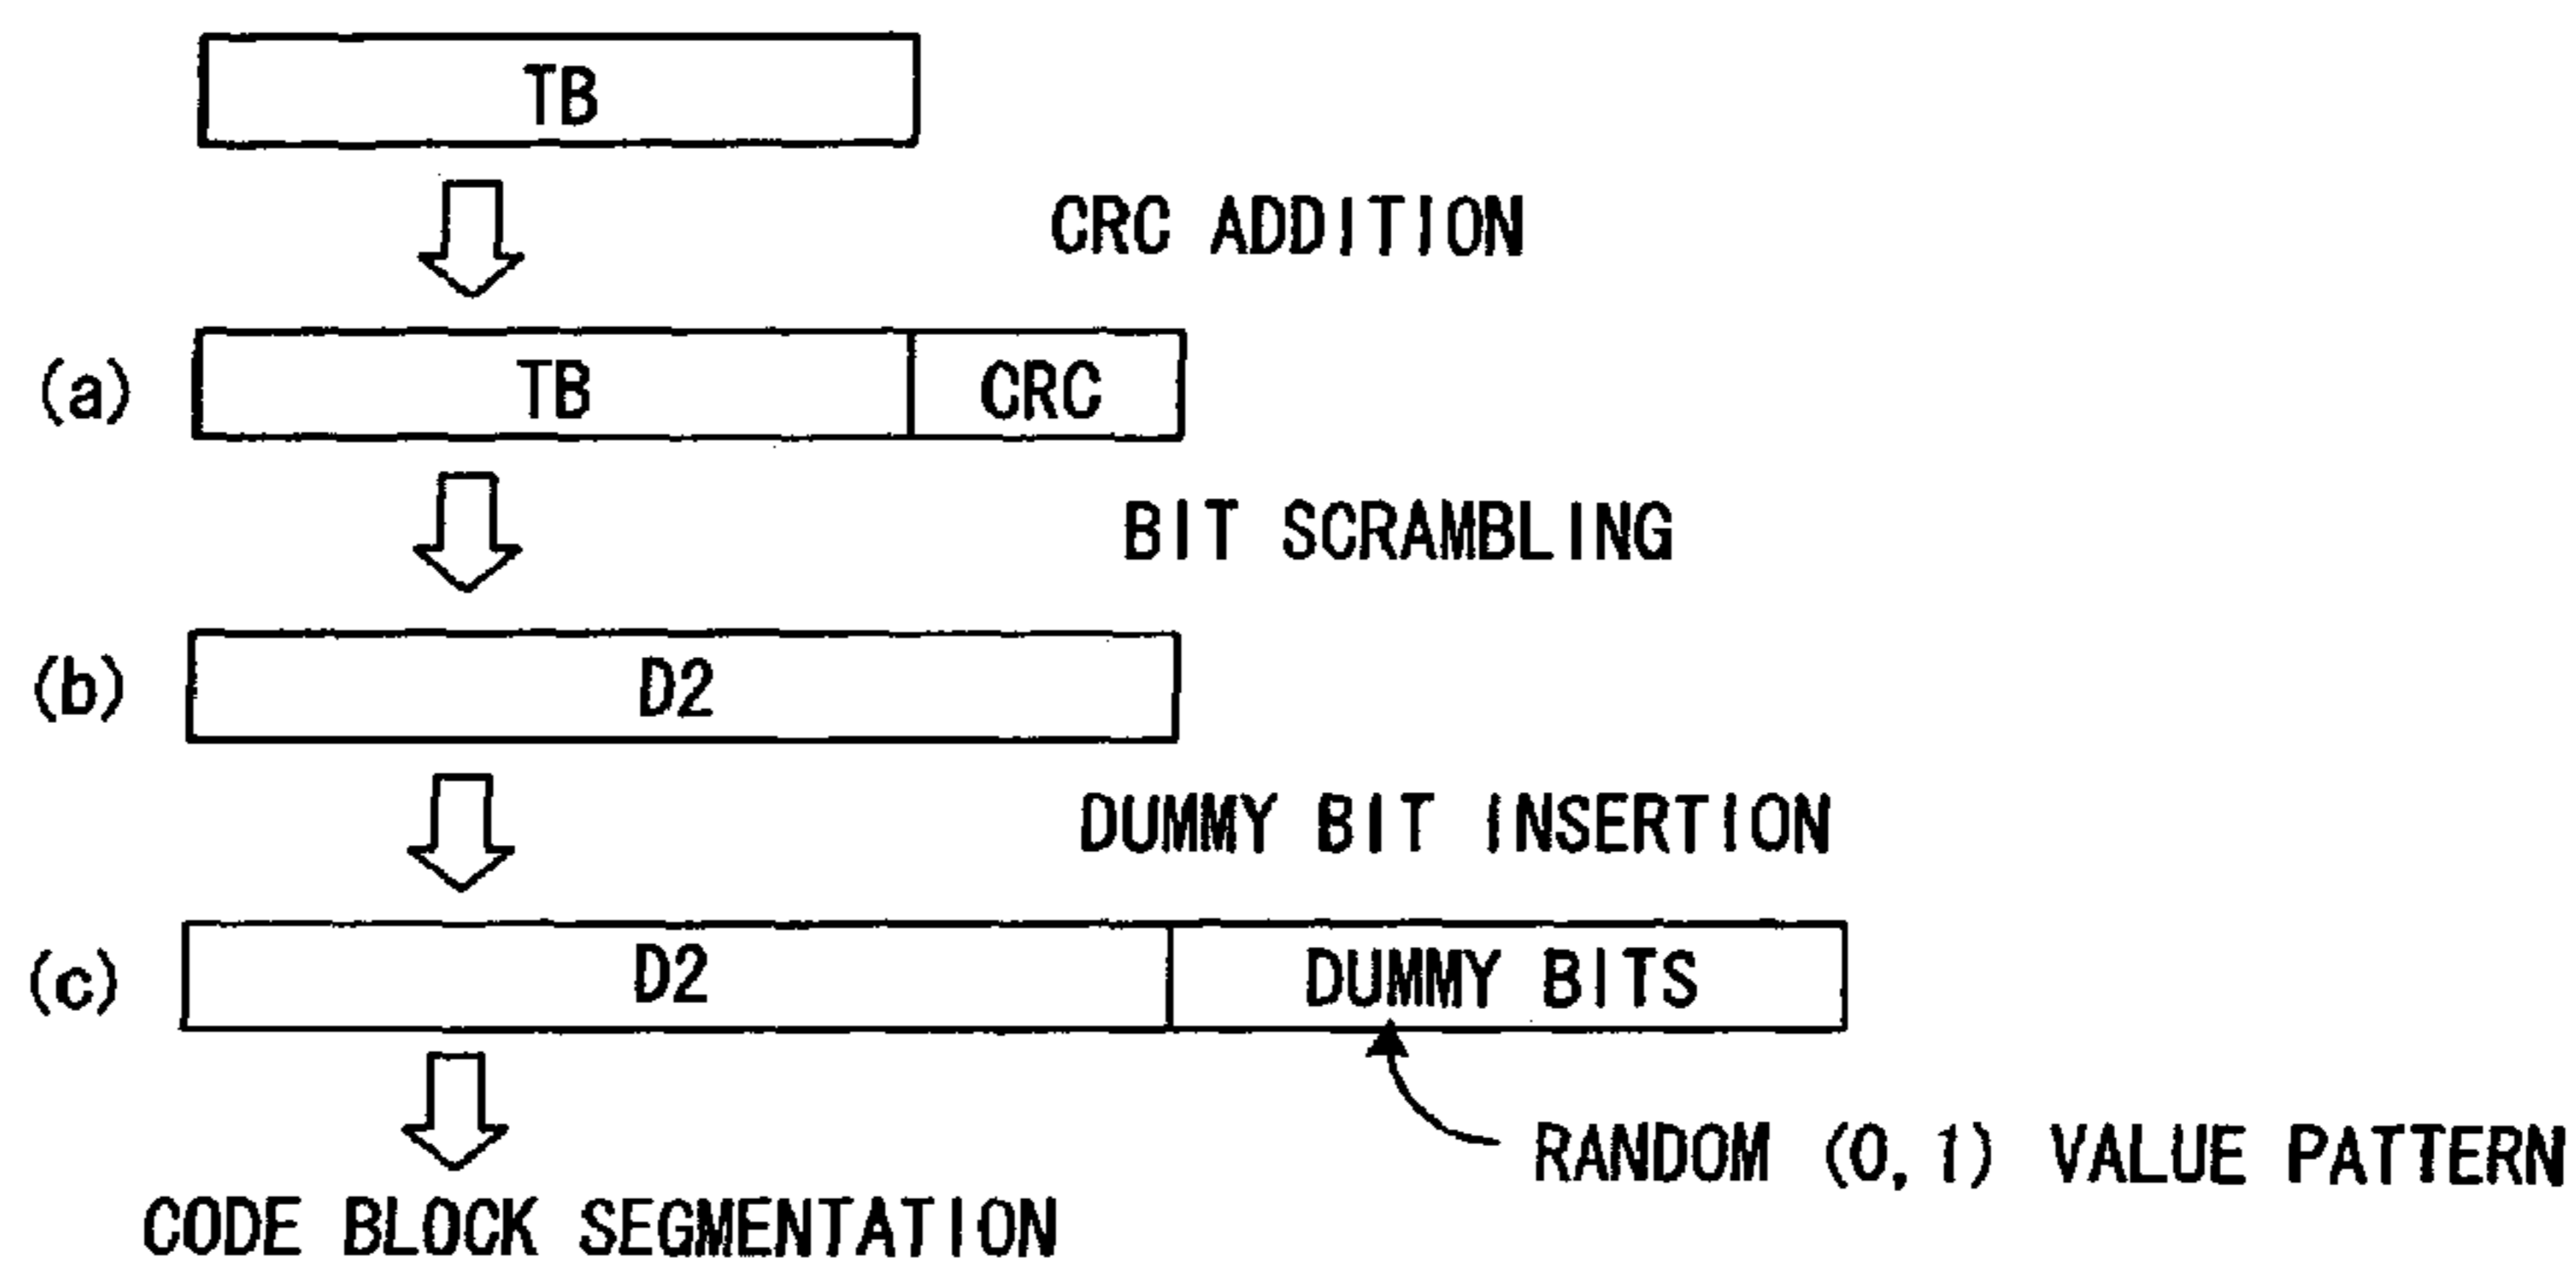 TB
CRC ADDITION
(a) TB CRC
BIT SCRAMBLING
(b) D2
DUMMY BIT INSERTION
(c) D2 DUMMY BITS
RANDOM (0, 1) VALUE PATTERN
CODE BLOCK SEGMENTATION